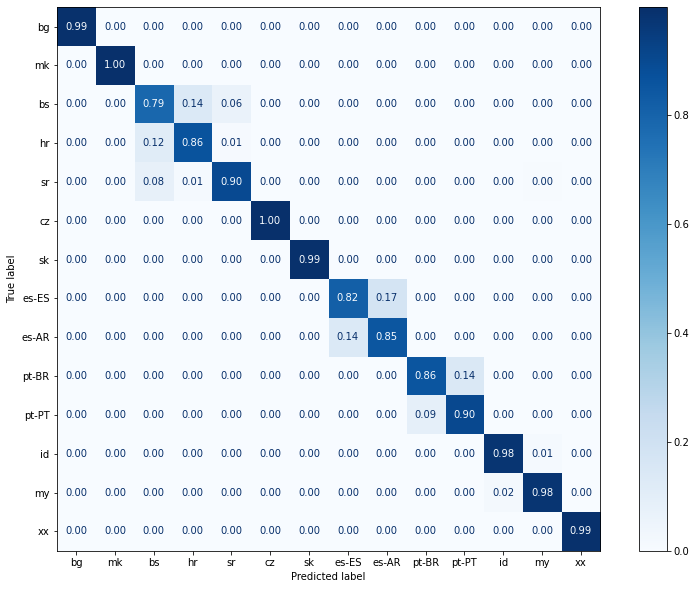 bg 0.99 0.00 0.00 0.00 0.00 0.00 0.00 0.00 0.00 0.00 0.00 0.00 0.00 0.00
mk 0.00 1.00 0.00 0.00 0.00 0.00 0.00 0.00 0.00 0.00 0.00 0.00 0.00 0.00
bs 0.00 0.00 0.79 0.14 0.06 0.00 0.00 0.00 0.00 0.00 0.00 0.00 0.00 0.00
hr 0.00 0.00 0.12 0.86 0.01 0.00 0.00 0.00 0.00 0.00 0.00 0.00 0.00 0.00
sr 0.00 0.00 0.08 0.01 0.90 0.00 0.00 0.00 0.00 0.00 0.00 0.00 0.00 0.00
cz 0.00 0.00 0.00 0.00 0.00 1.00 0.00 0.00 0.00 0.00 0.00 0.00 0.00 0.00
sk 0.00 0.00 0.00 0.00 0.00 0.00 0.99 0.00 0.00 0.00 0.00 0.00 0.00 0.00
es-ES 0.00 0.00 0.00 0.00 0.00 0.00 0.00 0.82 0.17 0.00 0.00 0.00 0.00 0.00
es-AR 0.00 0.00 0.00 0.00 0.00 0.00 0.00 0.14 0.85 0.00 0.00 0.00 0.00 0.00
pt-BR 0.00 0.00 0.00 0.00 0.00 0.00 0.00 0.00 0.00 0.86 0.14 0.00 0.00 0.00
pt-PT 0.00 0.00 0.00 0.00 0.00 0.00 0.00 0.00 0.00 0.09 0.90 0.00 0.00 0.00
id 0.00 0.00 0.00 0.00 0.00 0.00 0.00 0.00 0.00 0.00 0.00 0.98 0.01 0.00
my 0.00 0.00 0.00 0.00 0.00 0.00 0.00 0.00 0.00 0.00 0.00 0.02 0.98 0.00
xx 0.00 0.00 0.00 0.00 0.00 0.00 0.00 0.00 0.00 0.00 0.00 0.00 0.00 0.99
bg mk bs hr sr cz sk es-ES es-AR pt-BR pt-PT id my xx
Predicted label
True label
0.8
0.6
0.4
0.2
0.0